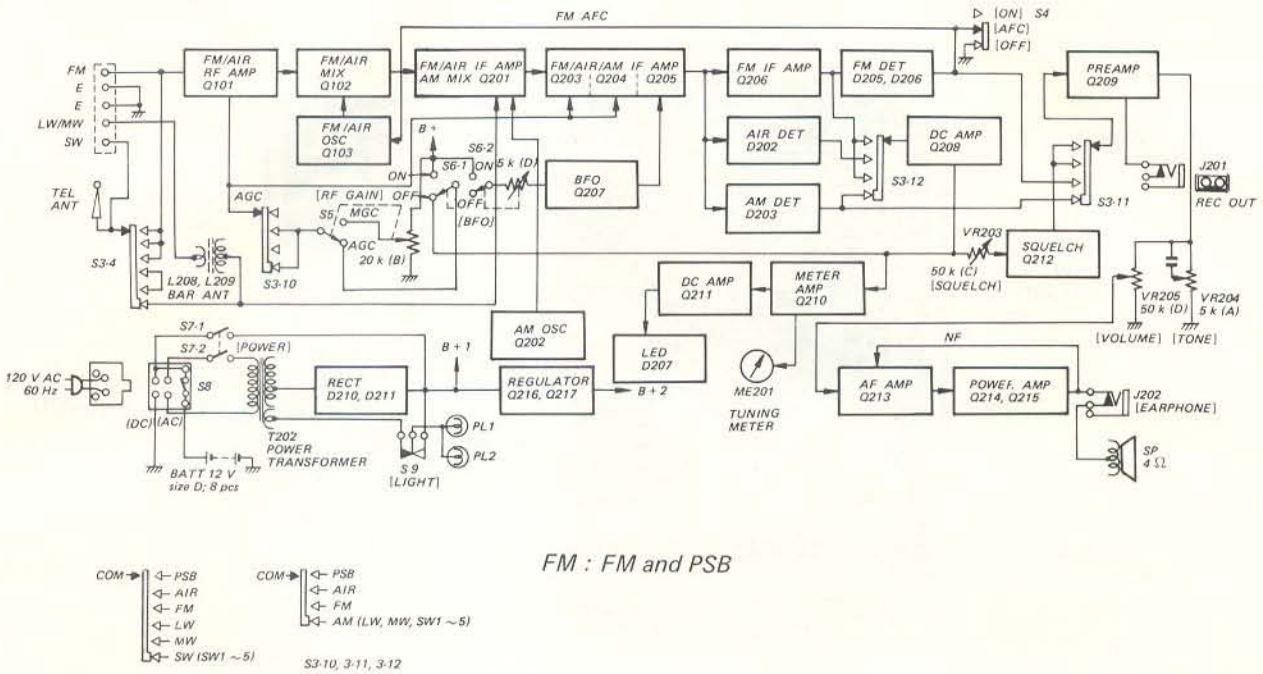 FM AFC
[ON] S4
[AFC]
[OFF]
FM
E
E
LW/MW
SW
TEL
ANT
FM/AIR
RF AMP
Q101
FM/AIR
MIX
Q102
FM/AIR
OSC
Q103
FM/AIR IF AMP
AM MIX Q201
FM/AIR/AM IF AMP
Q203 Q204 Q205
FM IF AMP
Q206
FM DET
D205, D206
PREAMP
Q209
AIR DET
D202
DC AMP
Q208
AM DET
D203
S3-12
S3-11
J201
REC OUT
B +
S6-2
S6-1
ON
ON
5 k (D)
OFF
OFF
[BFO]
BFO
Q207
AGC
[RF GAIN]
S5
MGC
AGC
20 k (B)
S3-10
S3-4
L208, L209
BAR ANT
VR203
50 k (C)
[SQUELCH]
SQUELCH
Q212
DC AMP
Q211
METER
AMP
Q210
VR205
50 k (D)
[VOLUME]
VR204
5 k (A)
[TONE]
AM OSC
Q202
LED
D207
ME201
TUNING
METER
NF
AF AMP
Q213
POWEF. AMP
Q214, Q215
J202
[EARPHONE]
SP
4 Ω
S7-1
S7-2
[POWER]
120 V AC
60 Hz
S8
(DC) (AC)
RECT
D210, D211
B + 1
REGULATOR
Q216, Q217
B + 2
T202
POWER
TRANSFORMER
S 9
[LIGHT]
PL1
PL2
BATT 12 V
size D; 8 pcs
FM : FM and PSB
COM
PSB
AIR
FM
LW
MW
SW (SW1 ~ 5)
COM
PSB
AIR
FM
AM (LW, MW, SW1 ~ 5)
S3-10, 3-11, 3-12